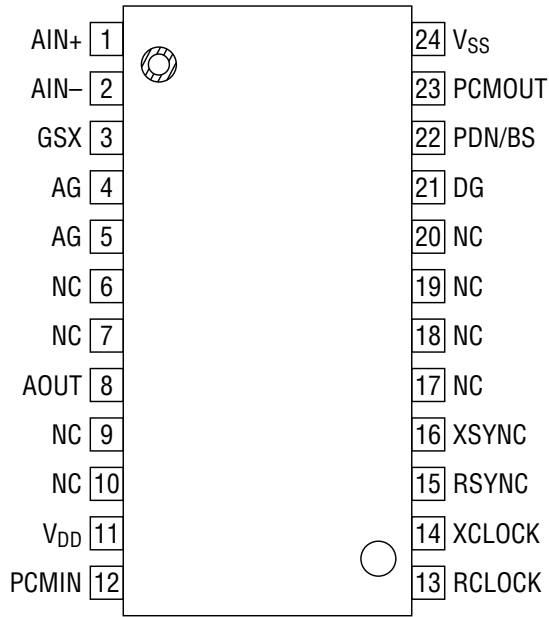 AIN+ 1 24 VSS
AIN– 2 23 PCMOUT
GSX 3 22 PDN/BS
AG 4 21 DG
AG 5 20 NC
NC 6 19 NC
NC 7 18 NC
AOUT 8 17 NC
NC 9 16 XSYNC
NC 10 15 RSYNC
VDD 11 14 XCLOCK
PCMIN 12 13 RCLOCK